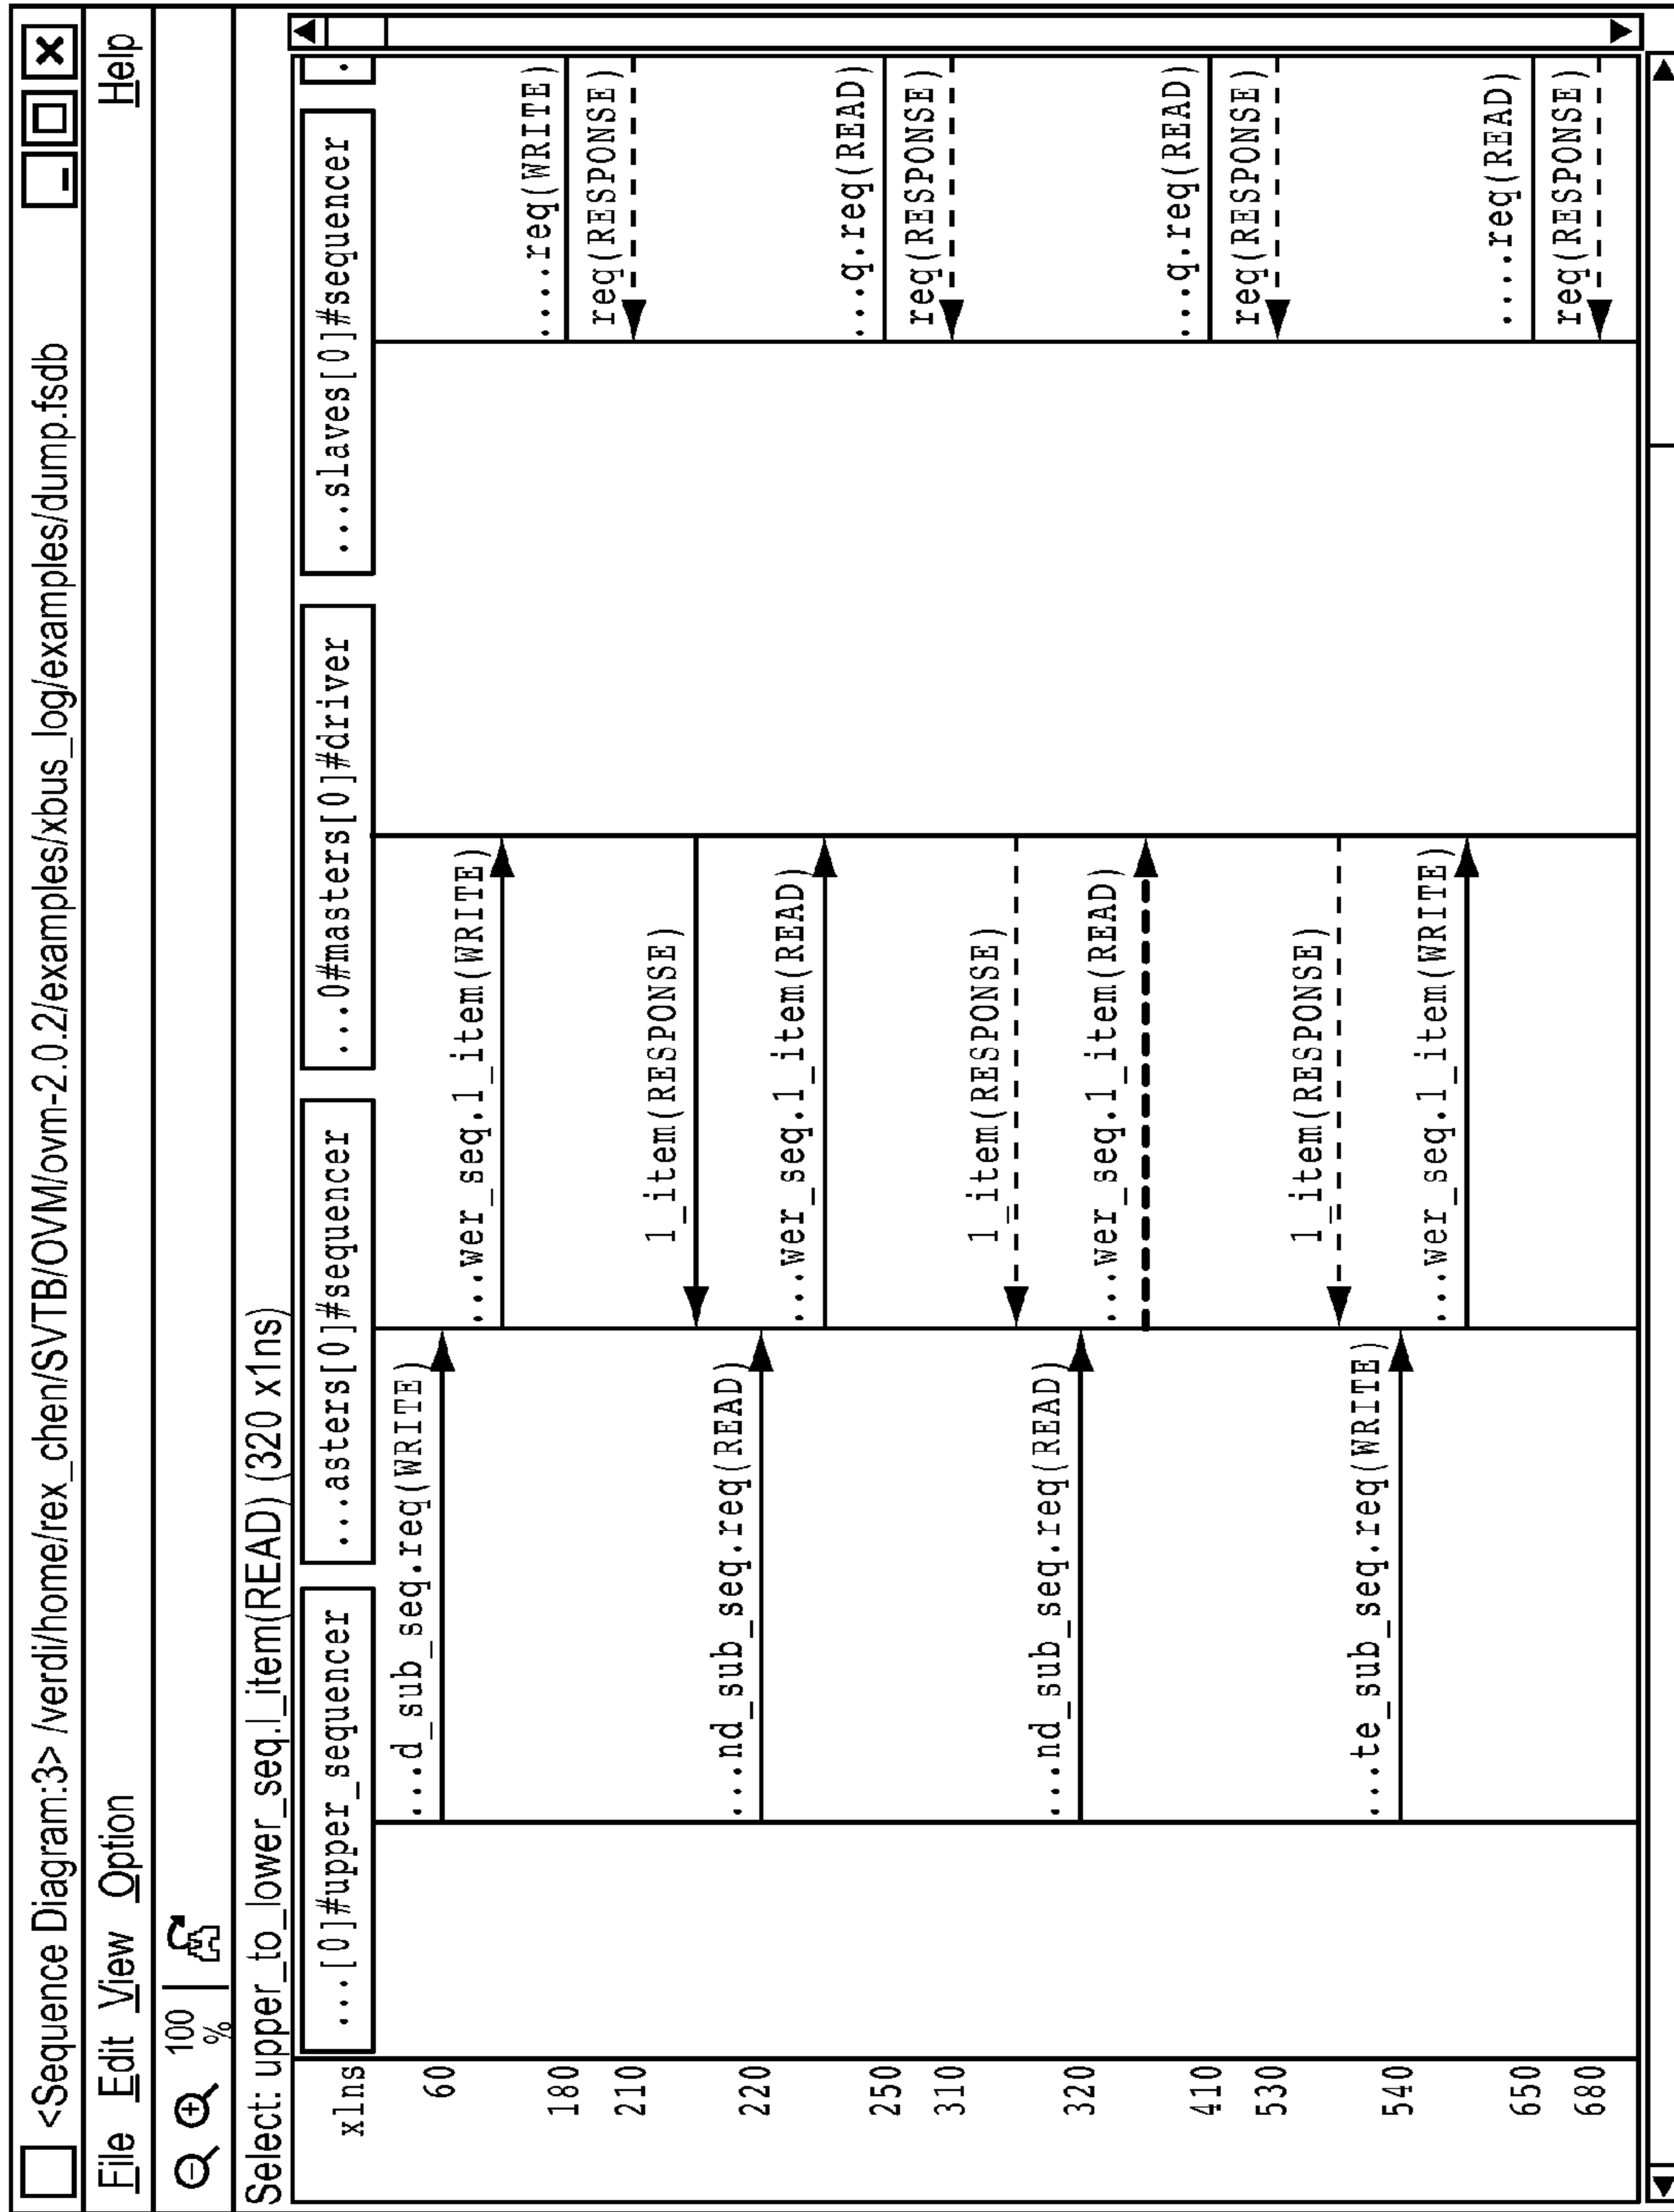 <Sequence Diagram:3> /verdi/home/rex_chen/SVTB/OVM/ovm-2.0.2/examples/xbus_log/examples/dump.fsdb
File Edit View Option Help
100
%
Select: upper_to_lower_seq.l_item(READ) (320 x1ns)
x1ns ...[0]#upper_sequencer ...asters[0]#sequencer ...0#masters[0]#driver ...slaves[0]#sequencer .
60 ...d_sub_seq.req(WRITE)
...wer_seq.l_item(WRITE)
180 ....req(WRITE)
210 req(RESPONSE)
l_item(RESPONSE)
220 ...nd_sub_seq.req(READ)
...wer_seq.l_item(READ)
250 ...q.req(READ)
310 req(RESPONSE)
l_item(RESPONSE)
320 ...nd_sub_seq.req(READ)
...wer_seq.l_item(READ)
410 ...q.req(READ)
530 req(RESPONSE)
l_item(RESPONSE)
540 ...te_sub_seq.req(WRITE)
...wer_seq.l_item(WRITE)
650 ....req(READ)
680 req(RESPONSE)